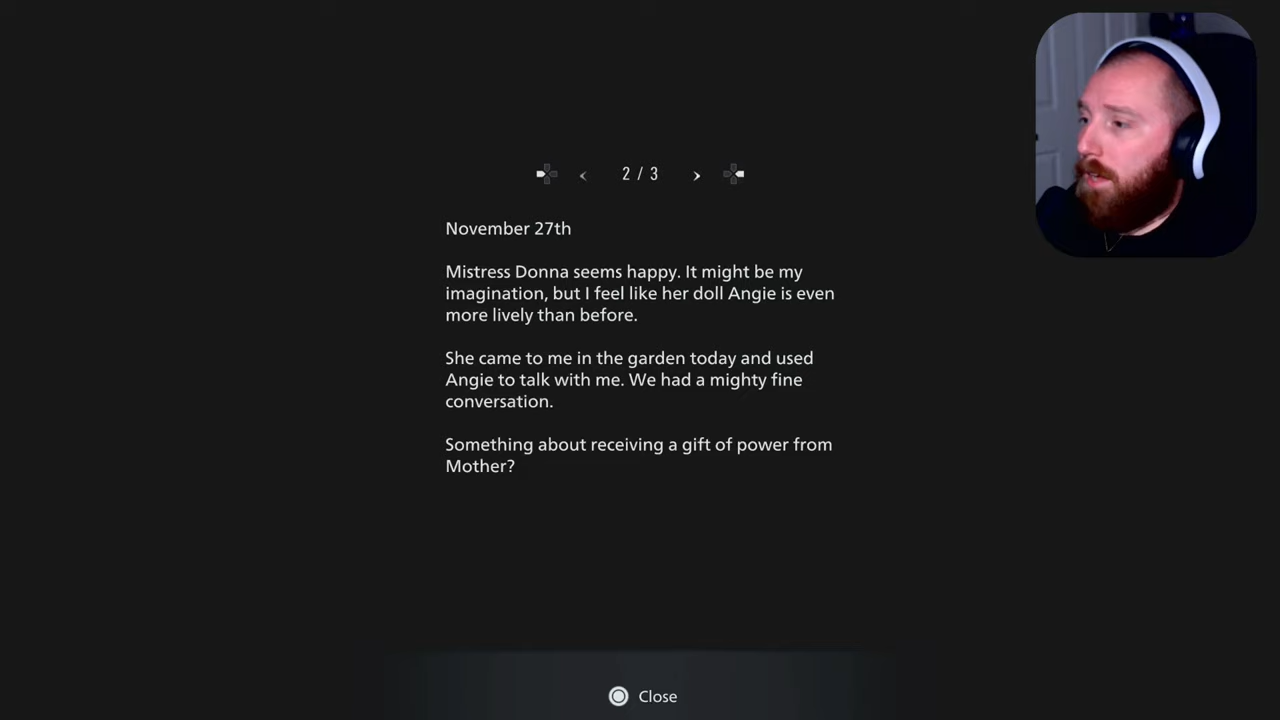 2 / 3
November 27th
Mistress Donna seems happy. It might be my
imagination, but I feel like her doll Angie is even
more lively than before.
She came to me in the garden today and used
Angie to talk with me. We had a mighty fine
conversation.
Something about receiving a gift of power from
Mother?
Close